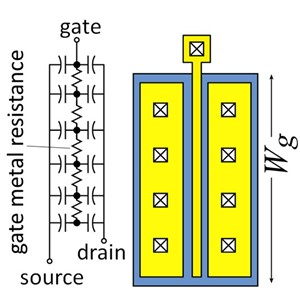 gate
gate metal resistance
drain
source
Wg